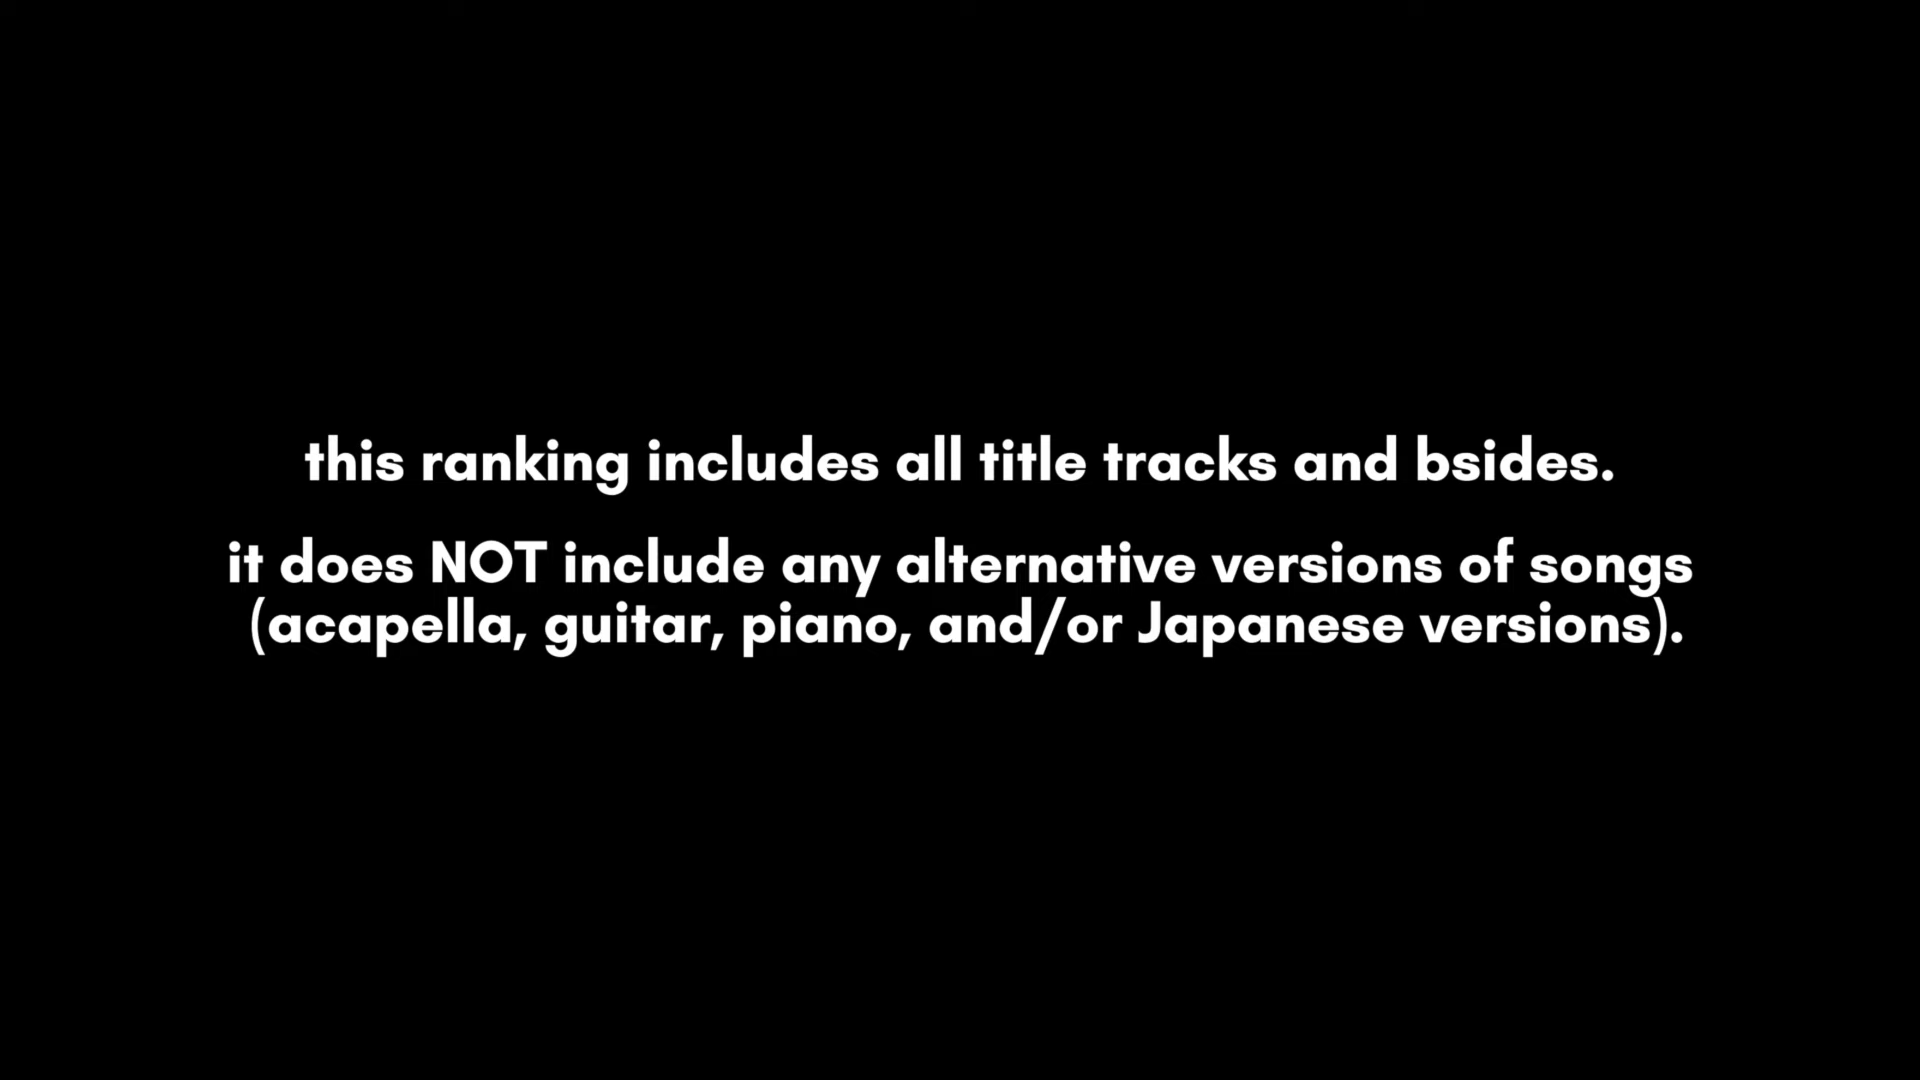 this ranking includes all title tracks and bsides.
it does NOT include any alternative versions of songs
(acapella, guitar, piano, and/or Japanese versions).